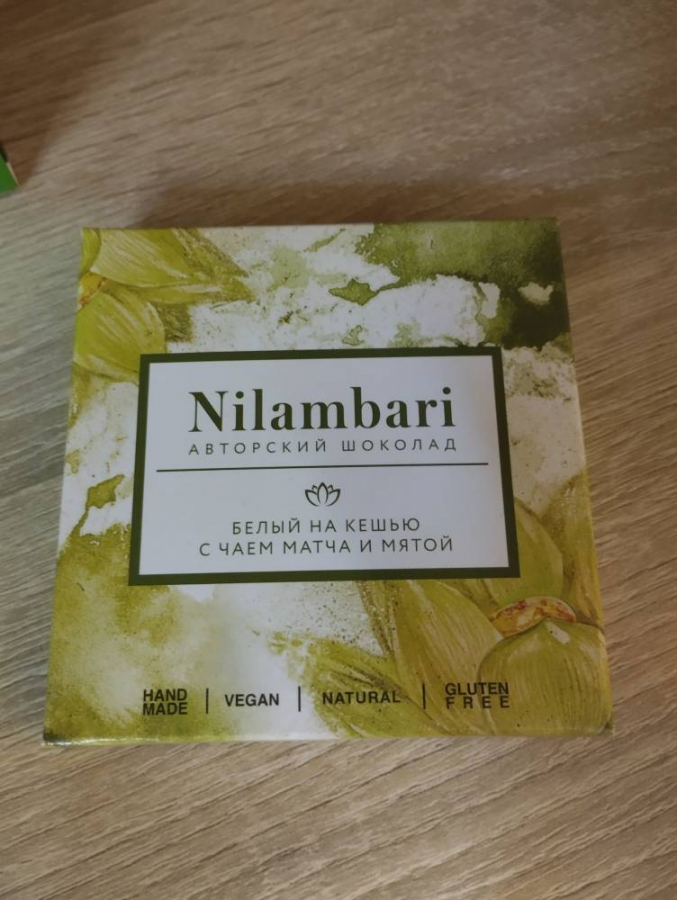 Nilambari
АВТОРСКИЙ ШОКОЛАД
БЕЛЫЙ НА КЕШЬЮ
С ЧАЕМ МАТЧА И МЯТОЙ
HAND MADE | VEGAN | NATURAL | GLUTEN FREE